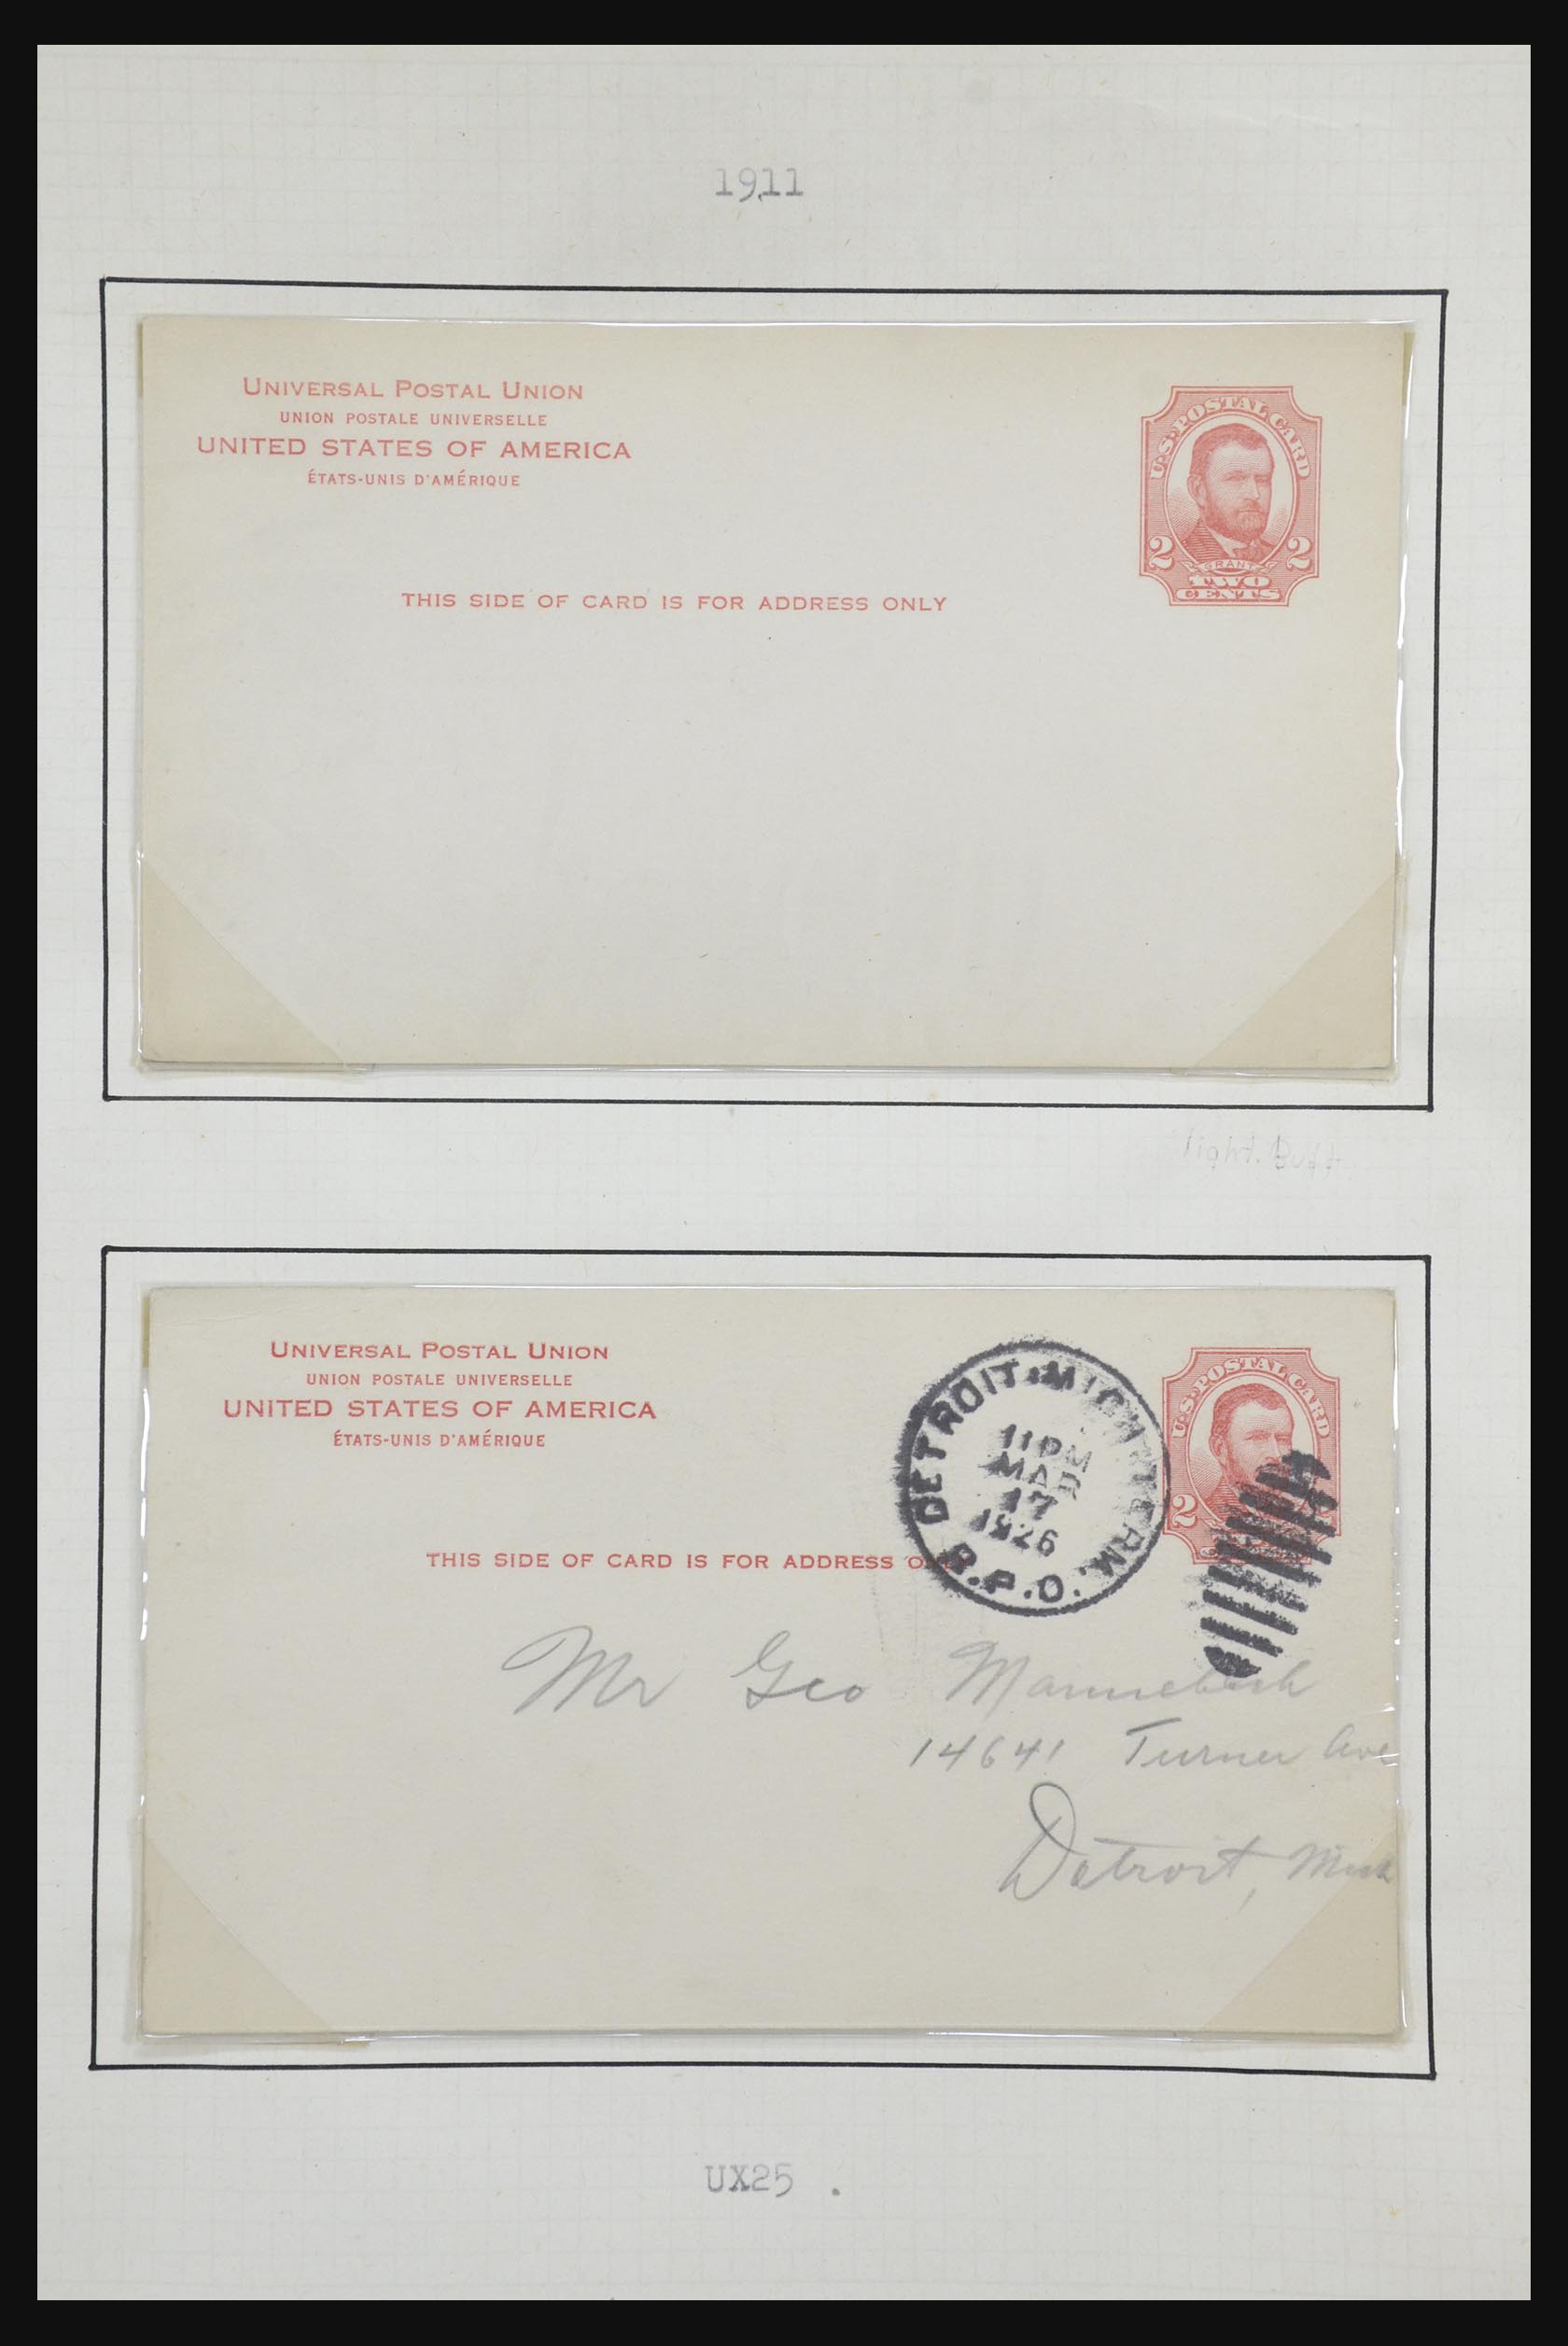 1911
UNIVERSAL POSTAL UNION
UNION POSTALE UNIVERSELLE
UNITED STATES OF AMERICA
ÉTATS-UNIS D'AMÉRIQUE
U.S. POSTAL CARD
2 2
GRANT
TWO
CENTS
THIS SIDE OF CARD IS FOR ADDRESS ONLY
light. Buff
UNIVERSAL POSTAL UNION
UNION POSTALE UNIVERSELLE
UNITED STATES OF AMERICA
ÉTATS-UNIS D'AMÉRIQUE
DETROIT. MICH. TERM.
11 PM
MAR
17
1926
R.P.O.
U.S. POSTAL CARD
2
THIS SIDE OF CARD IS FOR ADDRESS
Mr Geo
14641 Turner Ave
Detroit, Mich
UX25 .